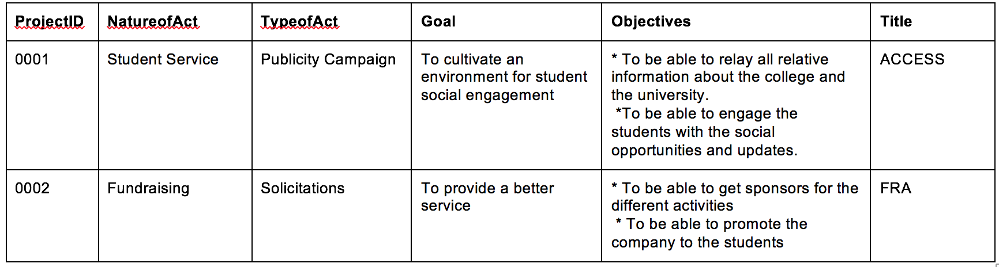 ProjectID NatureofAct TypeofAct Goal Objectives Title
0001 Student Service Publicity Campaign To cultivate an * To be able to relay all relative ACCESS
environment for student information about the college and
social engagement the university.
*To be able to engage the
students with the social
opportunities and updates.
0002 Fundraising Solicitations To provide a better * To be able to get sponsors for the FRA
service different activities
* To be able to promote the
company to the students